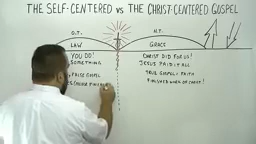 THE SELF-CENTERED vs THE CHRIST-CENTERED GOSPEL
O.T. N.T.
LAW GRACE
YOU DO! CHRIST DID FOR US!
SOMETHING JESUS PAID IT ALL
FALSE GOSPEL TRUE GOSPEL = FAITH
FINISHED WORK OF CHRIST!